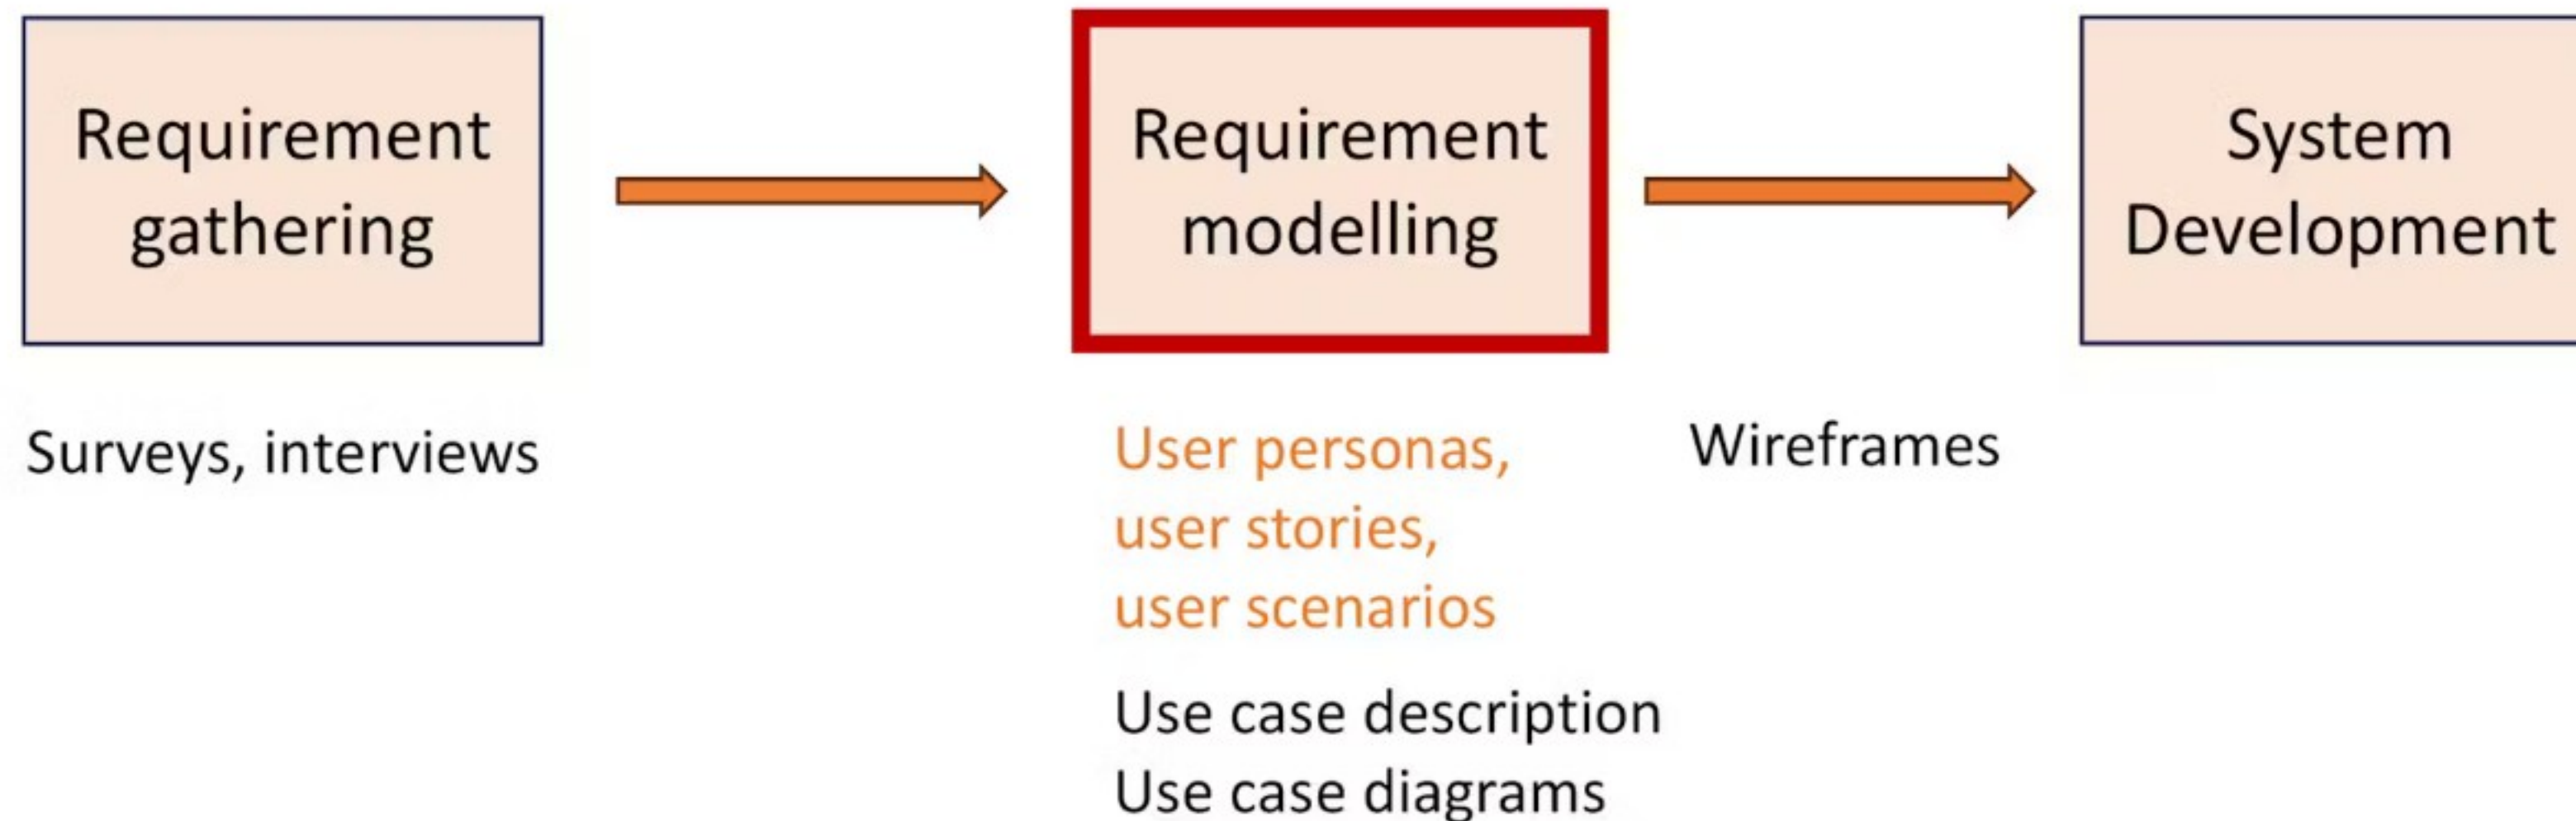 Requirement
gathering
Requirement
modelling
System
Development
Surveys, interviews
User personas,
user stories,
user scenarios
Use case description
Use case diagrams
Wireframes